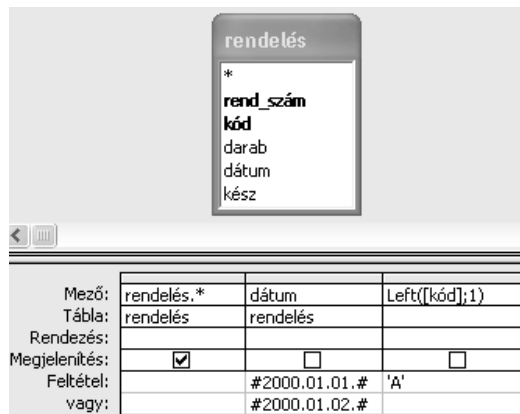 rendelés
*
rend_szám
kód
darab
dátum
kész
Mező: rendelés.* dátum Left([kód];1)
Tábla: rendelés rendelés
Rendezés:
Megjelenítés:
Feltétel: #2000.01.01.# 'A'
vagy: #2000.01.02.#